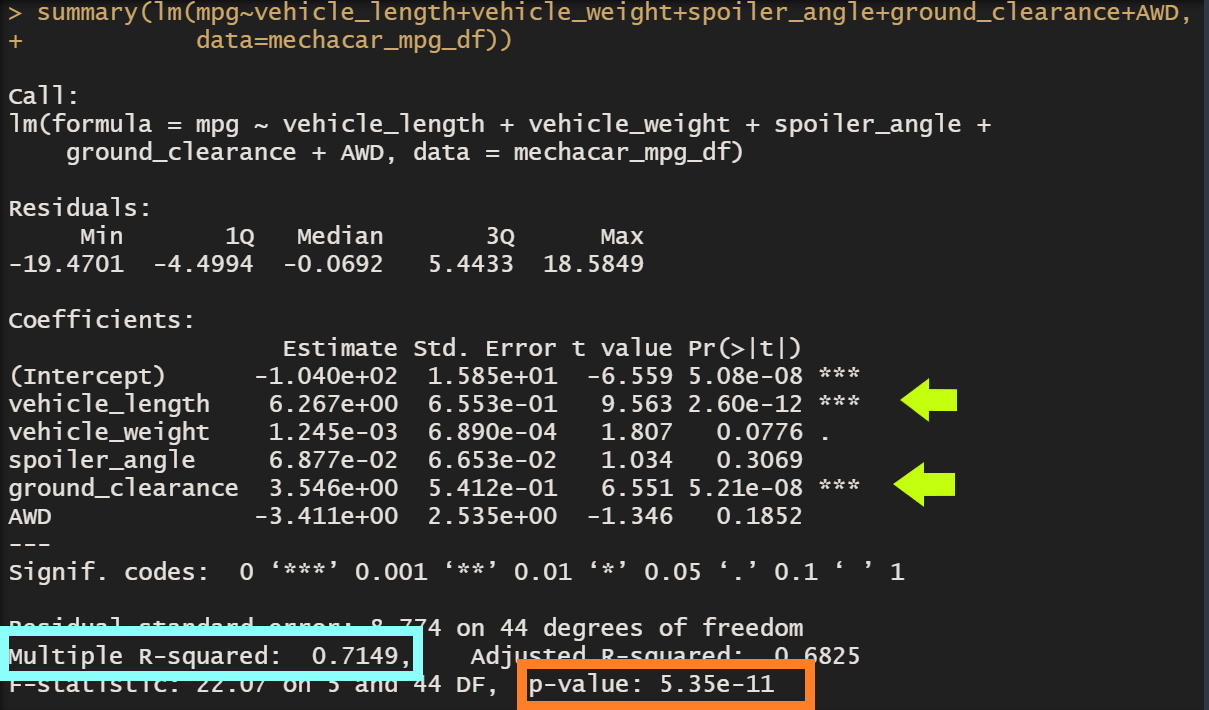 > summary(lm(mpg~vehicle_length+vehicle_weight+spoiler_angle+ground_clearance+AWD,
+            data=mechacar_mpg_df))
Call:
lm(formula = mpg ~ vehicle_length + vehicle_weight + spoiler_angle +
    ground_clearance + AWD, data = mechacar_mpg_df)
Residuals:
     Min       1Q   Median       3Q      Max
-19.4701  -4.4994  -0.0692   5.4433  18.5849
Coefficients:
                   Estimate Std. Error t value Pr(>|t|)
(Intercept)      -1.040e+02  1.585e+01  -6.559 5.08e-08 ***
vehicle_length    6.267e+00  6.553e-01   9.563 2.60e-12 ***
vehicle_weight    1.245e-03  6.890e-04   1.807   0.0776 .
spoiler_angle     6.877e-02  6.653e-02   1.034   0.3069
ground_clearance  3.546e+00  5.412e-01   6.551 5.21e-08 ***
AWD              -3.411e+00  2.535e+00  -1.346   0.1852
---
Signif. codes:  0 ‘***’ 0.001 ‘**’ 0.01 ‘*’ 0.05 ‘.’ 0.1 ‘ ’ 1
Residual standard error: 8.774 on 44 degrees of freedom
Multiple R-squared:  0.7149,    Adjusted R-squared:  0.6825
F-statistic: 22.07 on 5 and 44 DF,  p-value: 5.35e-11